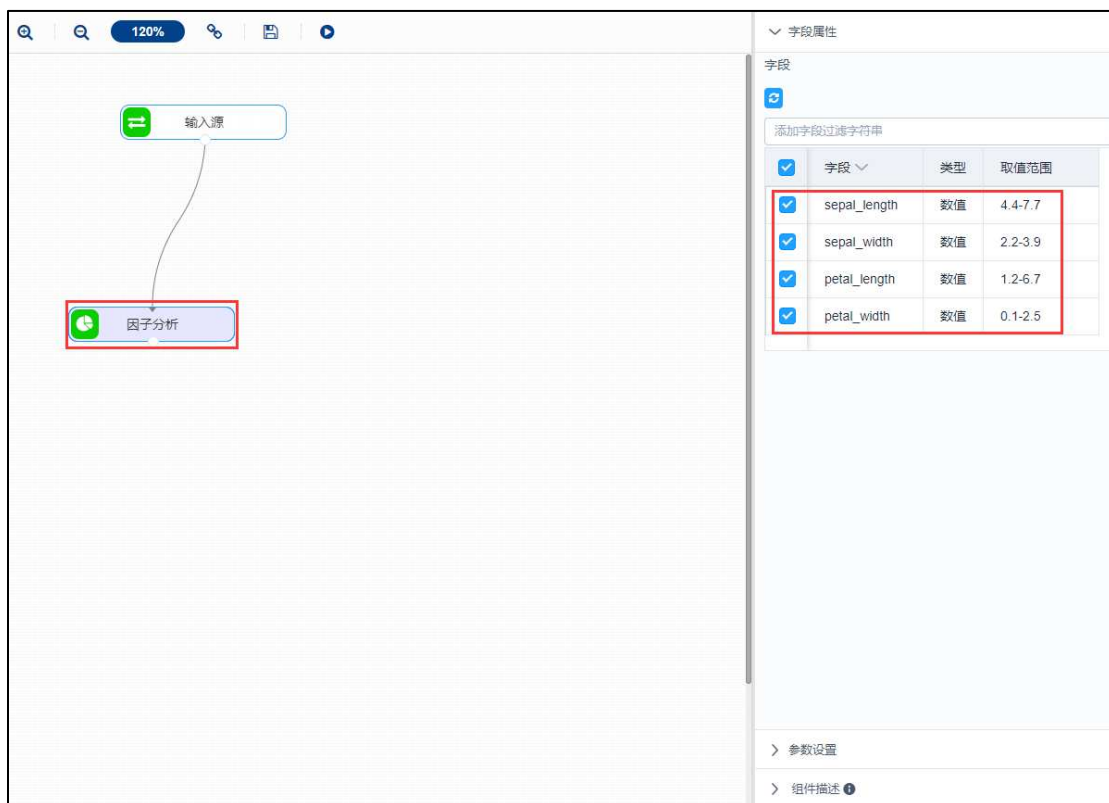 120%
输入源
因子分析
字段属性
字段
添加字段过滤字符串
字段 类型 取值范围
sepal_length 数值 4.4-7.7
sepal_width 数值 2.2-3.9
petal_length 数值 1.2-6.7
petal_width 数值 0.1-2.5
参数设置
组件描述